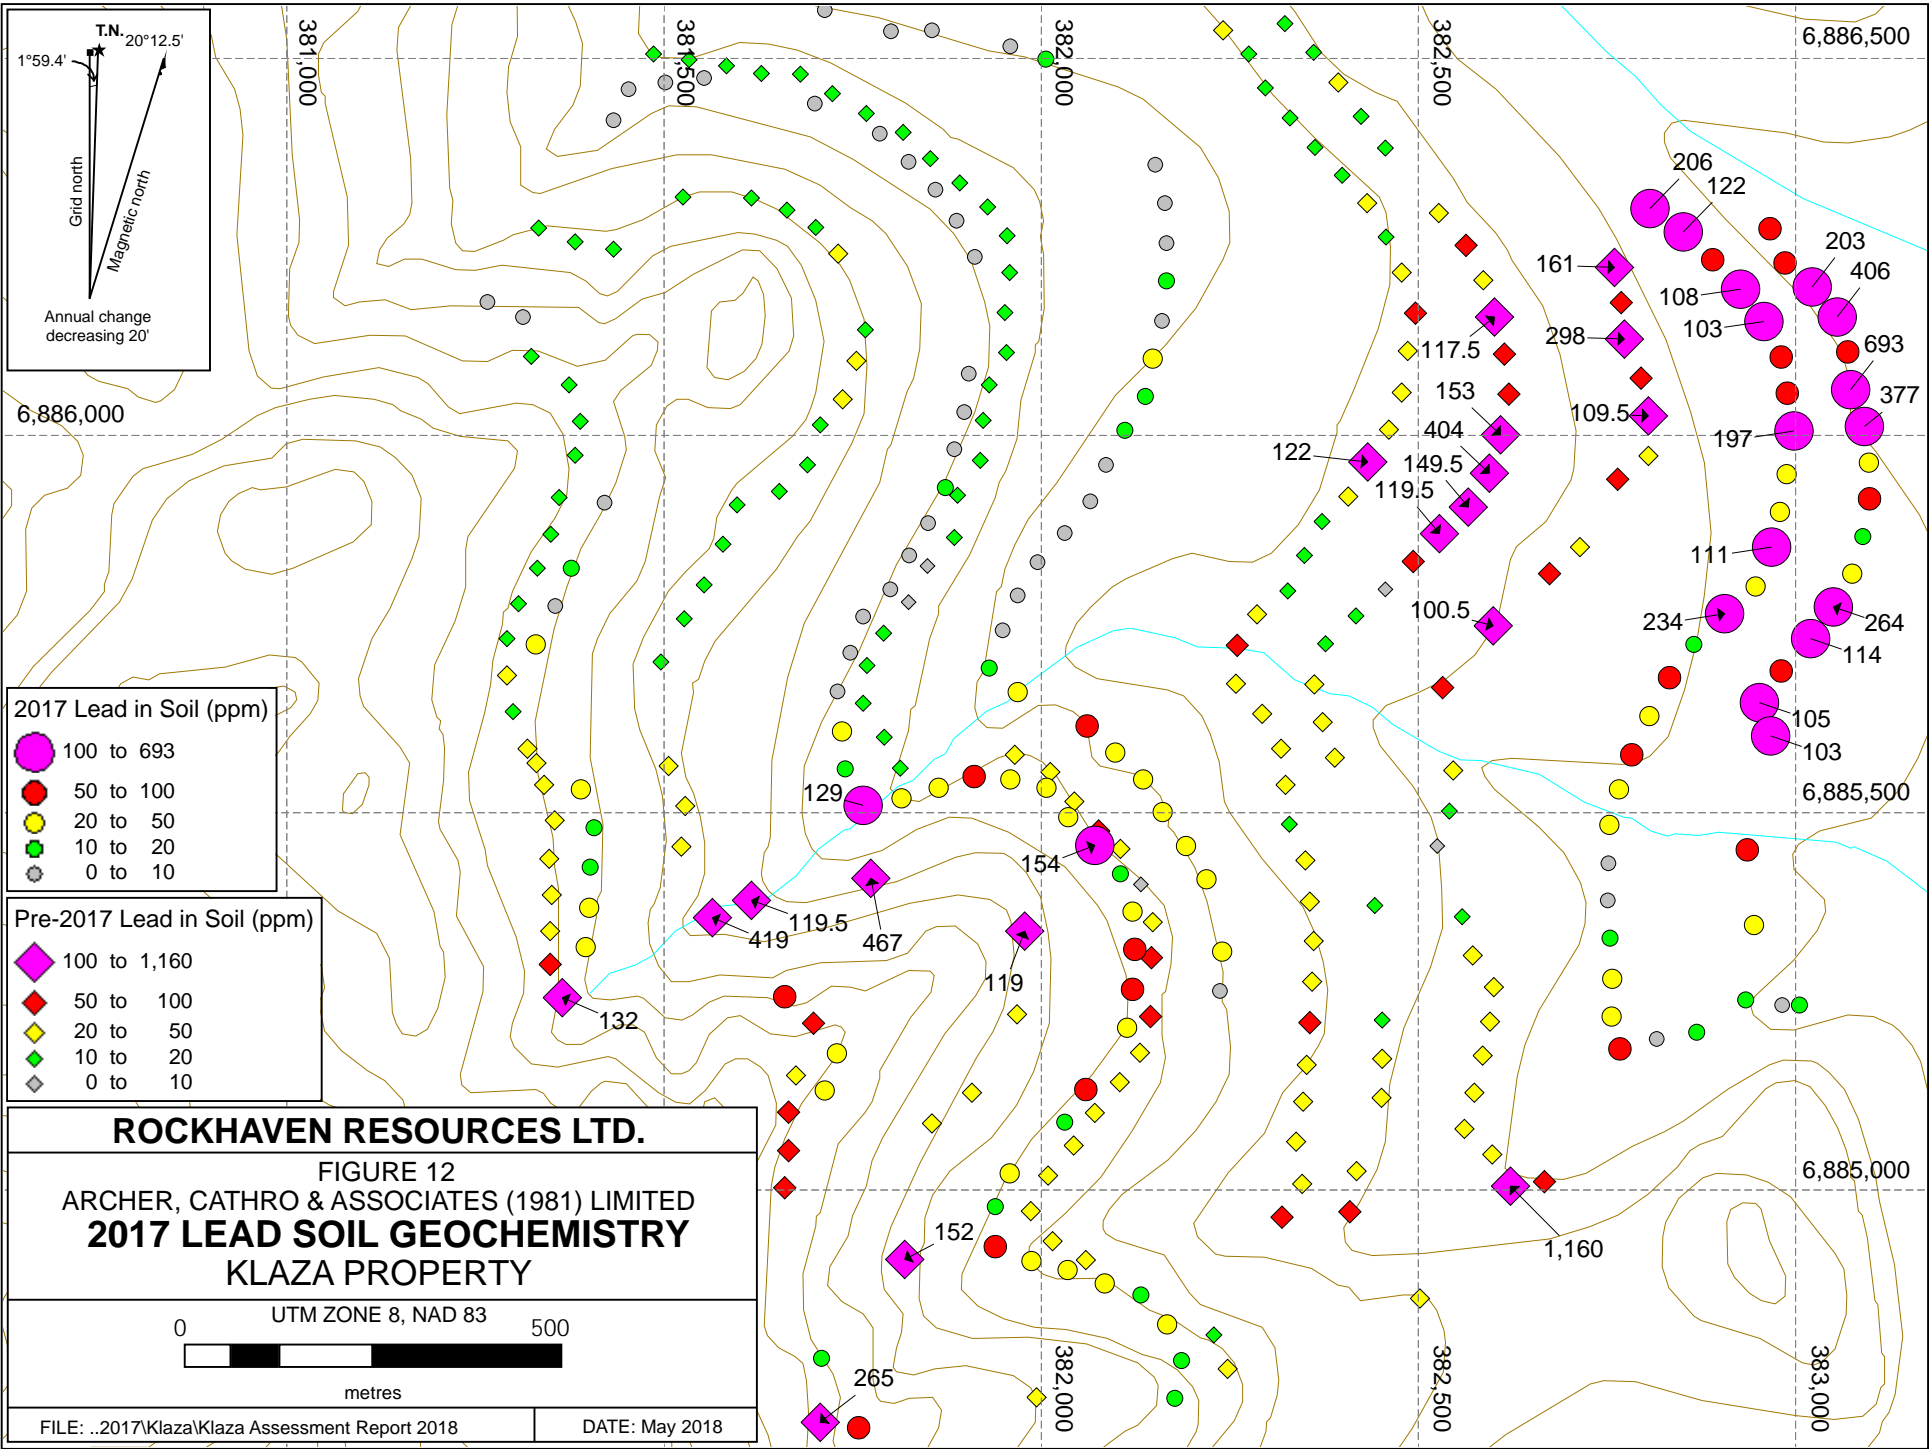 T.N.
20°12.5'
1°59.4'
Grid north
Magnetic north
Annual change
decreasing 20'
381,000
381,500
382,000
382,500
6,886,500
206
122
203
406
161
108
103
298
117.5
693
153
109.5
377
6,886,000
404
197
122
149.5
119.5
111
100.5
234
264
114
105
103
2017 Lead in Soil (ppm)
100 to 693
50 to 100
20 to 50
10 to 20
0 to 10
129
6,885,500
154
Pre-2017 Lead in Soil (ppm)
100 to 1,160
50 to 100
20 to 50
10 to 20
0 to 10
119.5
419
467
119
132
ROCKHAVEN RESOURCES LTD.
FIGURE 12
ARCHER, CATHRO & ASSOCIATES (1981) LIMITED
2017 LEAD SOIL GEOCHEMISTRY
KLAZA PROPERTY
6,885,000
152
1,160
UTM ZONE 8, NAD 83
0 500
metres
265
382,000
382,500
383,000
FILE: ..2017\Klaza\Klaza Assessment Report 2018
DATE: May 2018